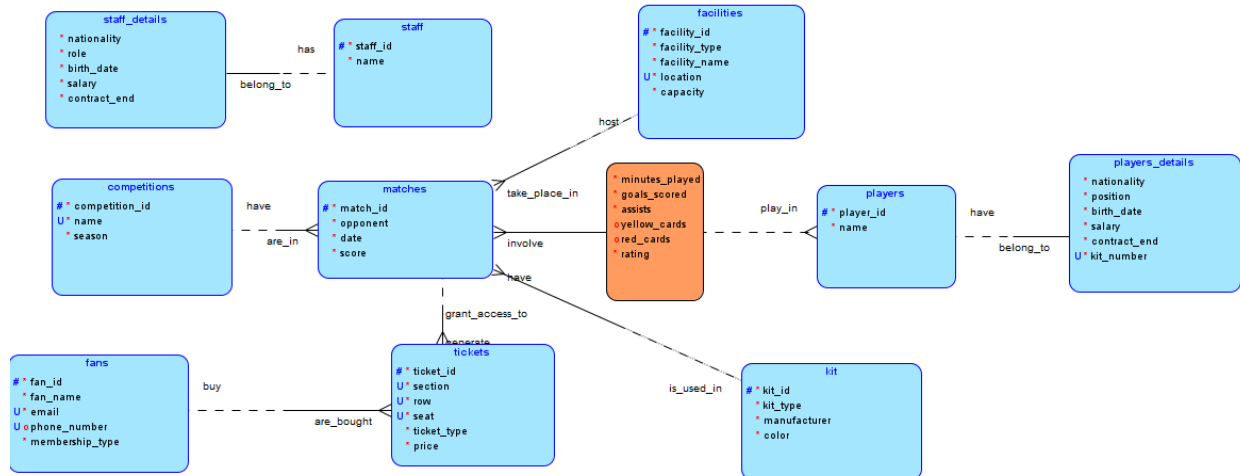 staff_details
* nationality
* role
* birth_date
* salary
* contract_end
has
belong_to
staff
# * staff_id
* name
facilities
# * facility_id
* facility_type
* facility_name
U * location
* capacity
host
take_place_in
competitions
# * competition_id
U * name
* season
have
are_in
matches
# * match_id
* opponent
* date
* score
involve
* minutes_played
* goals_scored
* assists
o yellow_cards
o red_cards
* rating
play_in
players
# * player_id
* name
have
belong_to
players_details
* nationality
* position
* birth_date
* salary
* contract_end
U * kit_number
have
is_used_in
grant_access_to
generate
fans
# * fan_id
* fan_name
U * email
U o phone_number
* membership_type
buy
are_bought
tickets
# * ticket_id
U * section
U * row
U * seat
* ticket_type
* price
kit
# * kit_id
* kit_type
* manufacturer
* color